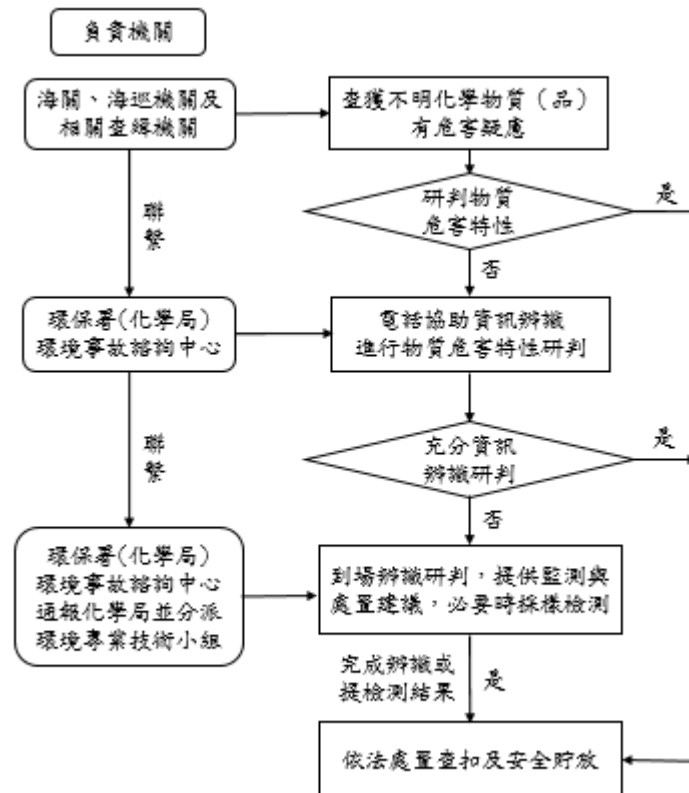 負責機關
海關、海巡機關及
相關查緝機關
查獲不明化學物質（品）
有危害疑慮
聯
繫
研判物質
危害特性
是
否
環保署(化學局)
環境事故諮詢中心
電話協助資訊辨識
進行物質危害特性研判
聯
繫
充分資訊
辨識研判
是
否
環保署(化學局)
環境事故諮詢中心
通報化學局並分派
環境專業技術小組
到場辨識研判，提供監測與
處置建議，必要時採樣檢測
完成辨識或
提檢測結果
是
依法處置查扣及安全貯放